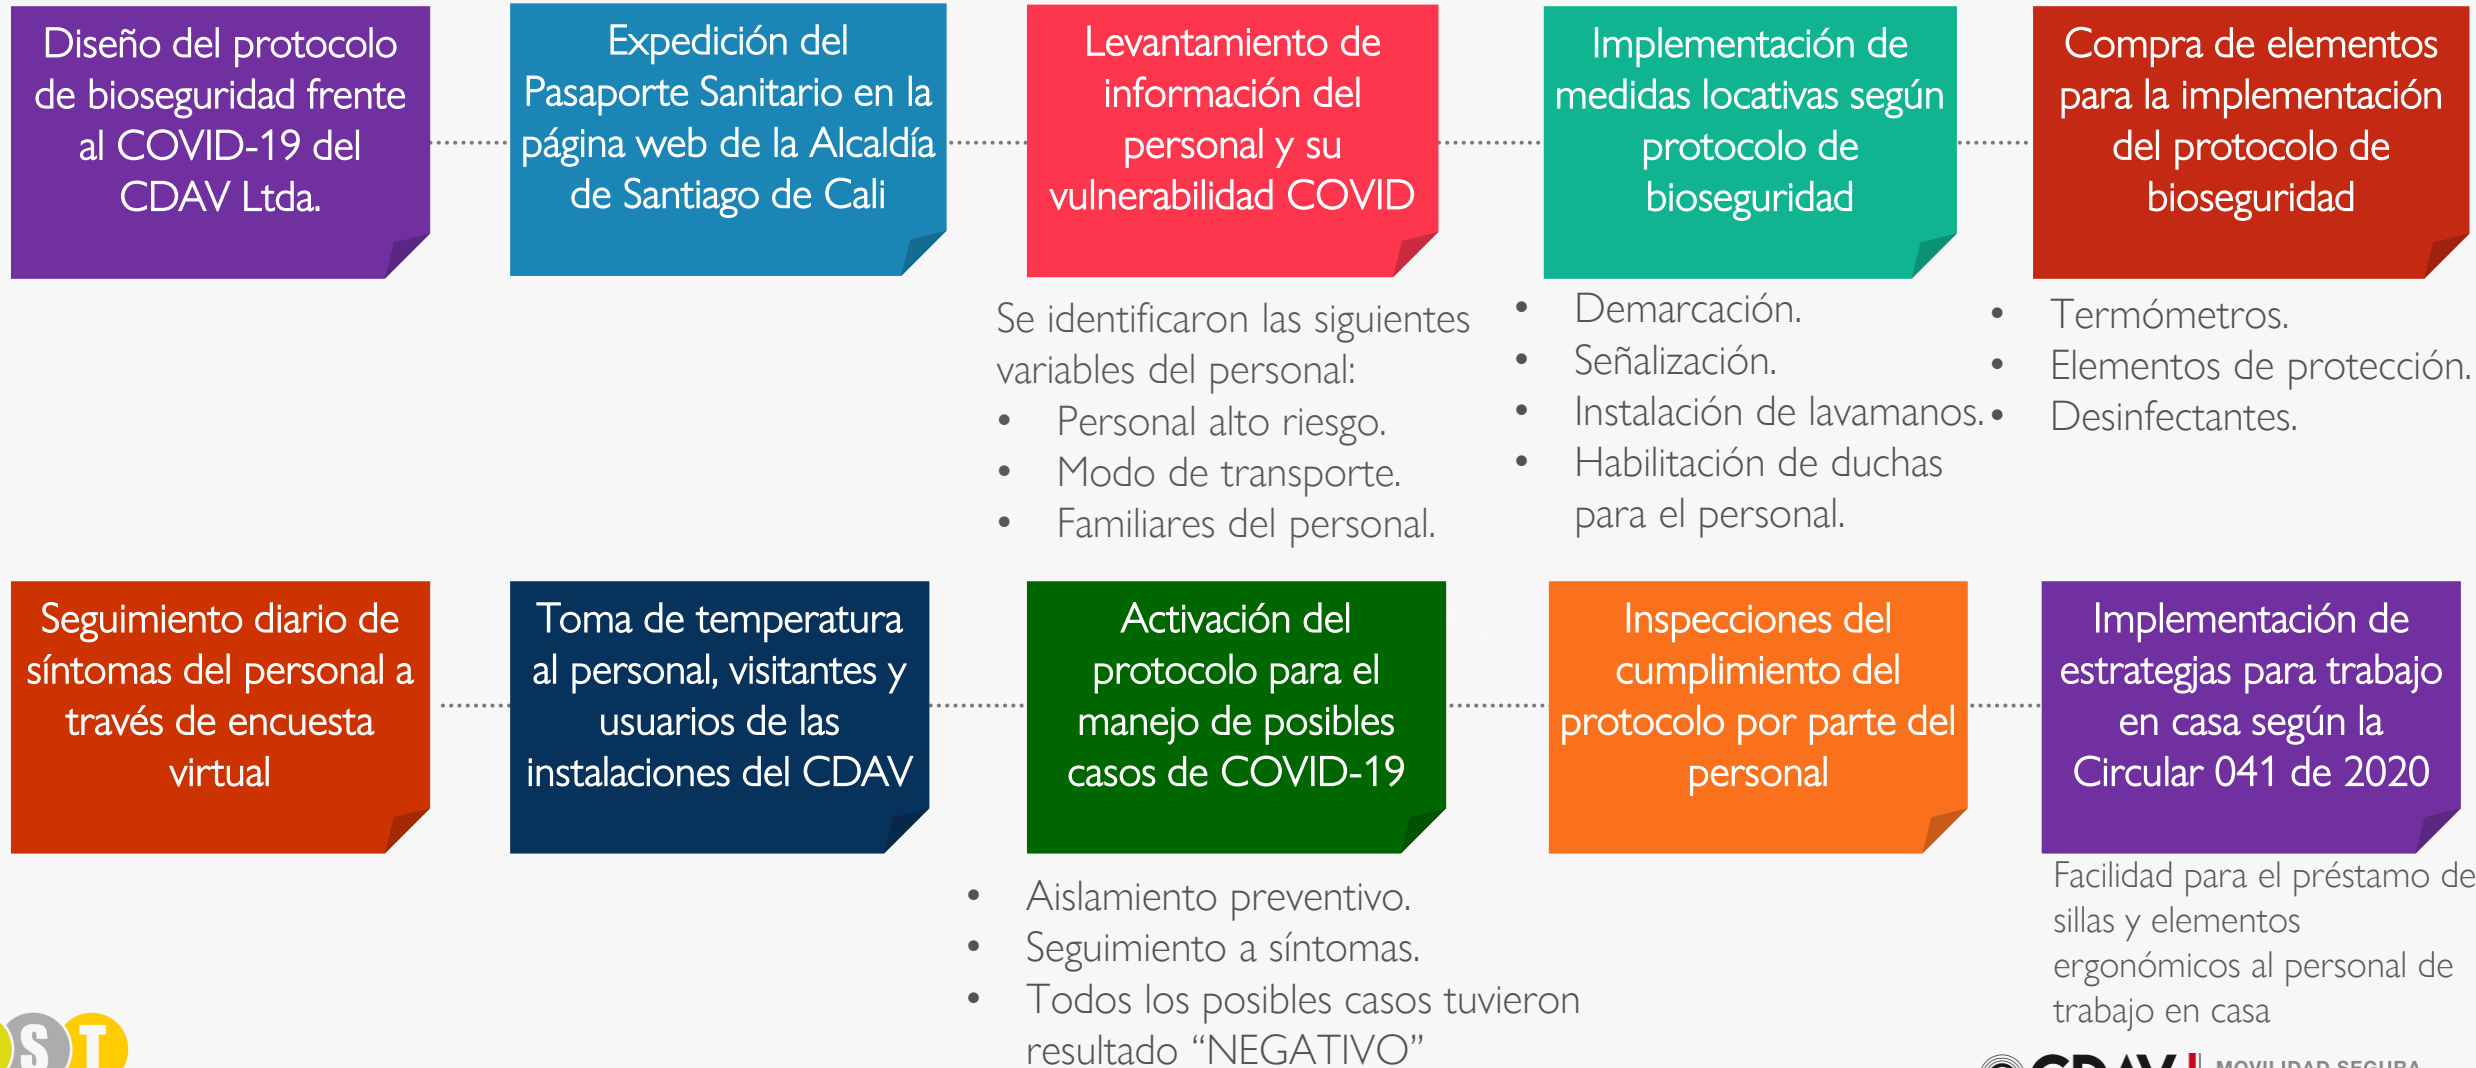 Diseño del protocolo
de bioseguridad frente
al COVID-19 del
CDAV Ltda.
Expedición del
Pasaporte Sanitario en la
página web de la Alcaldía
de Santiago de Cali
Levantamiento de
información del
personal y su
vulnerabilidad COVID
Implementación de
medidas locativas según
protocolo de
bioseguridad
Compra de elementos
para la implementación
del protocolo de
bioseguridad
Se identificaron las siguientes
variables del personal:
• Personal alto riesgo.
• Modo de transporte.
• Familiares del personal.
• Demarcación.
• Señalización.
• Instalación de lavamanos.
• Habilitación de duchas
para el personal.
• Termómetros.
• Elementos de protección.
• Desinfectantes.
Seguimiento diario de
síntomas del personal a
través de encuesta
virtual
Toma de temperatura
al personal, visitantes y
usuarios de las
instalaciones del CDAV
Activación del
protocolo para el
manejo de posibles
casos de COVID-19
Inspecciones del
cumplimiento del
protocolo por parte del
personal
Implementación de
estrategjas para trabajo
en casa según la
Circular 041 de 2020
• Aislamiento preventivo.
• Seguimiento a síntomas.
• Todos los posibles casos tuvieron
resultado “NEGATIVO”
Facilidad para el préstamo de
sillas y elementos
ergonómicos al personal de
trabajo en casa
ST
CDAV
MOVILIDAD SEGURA